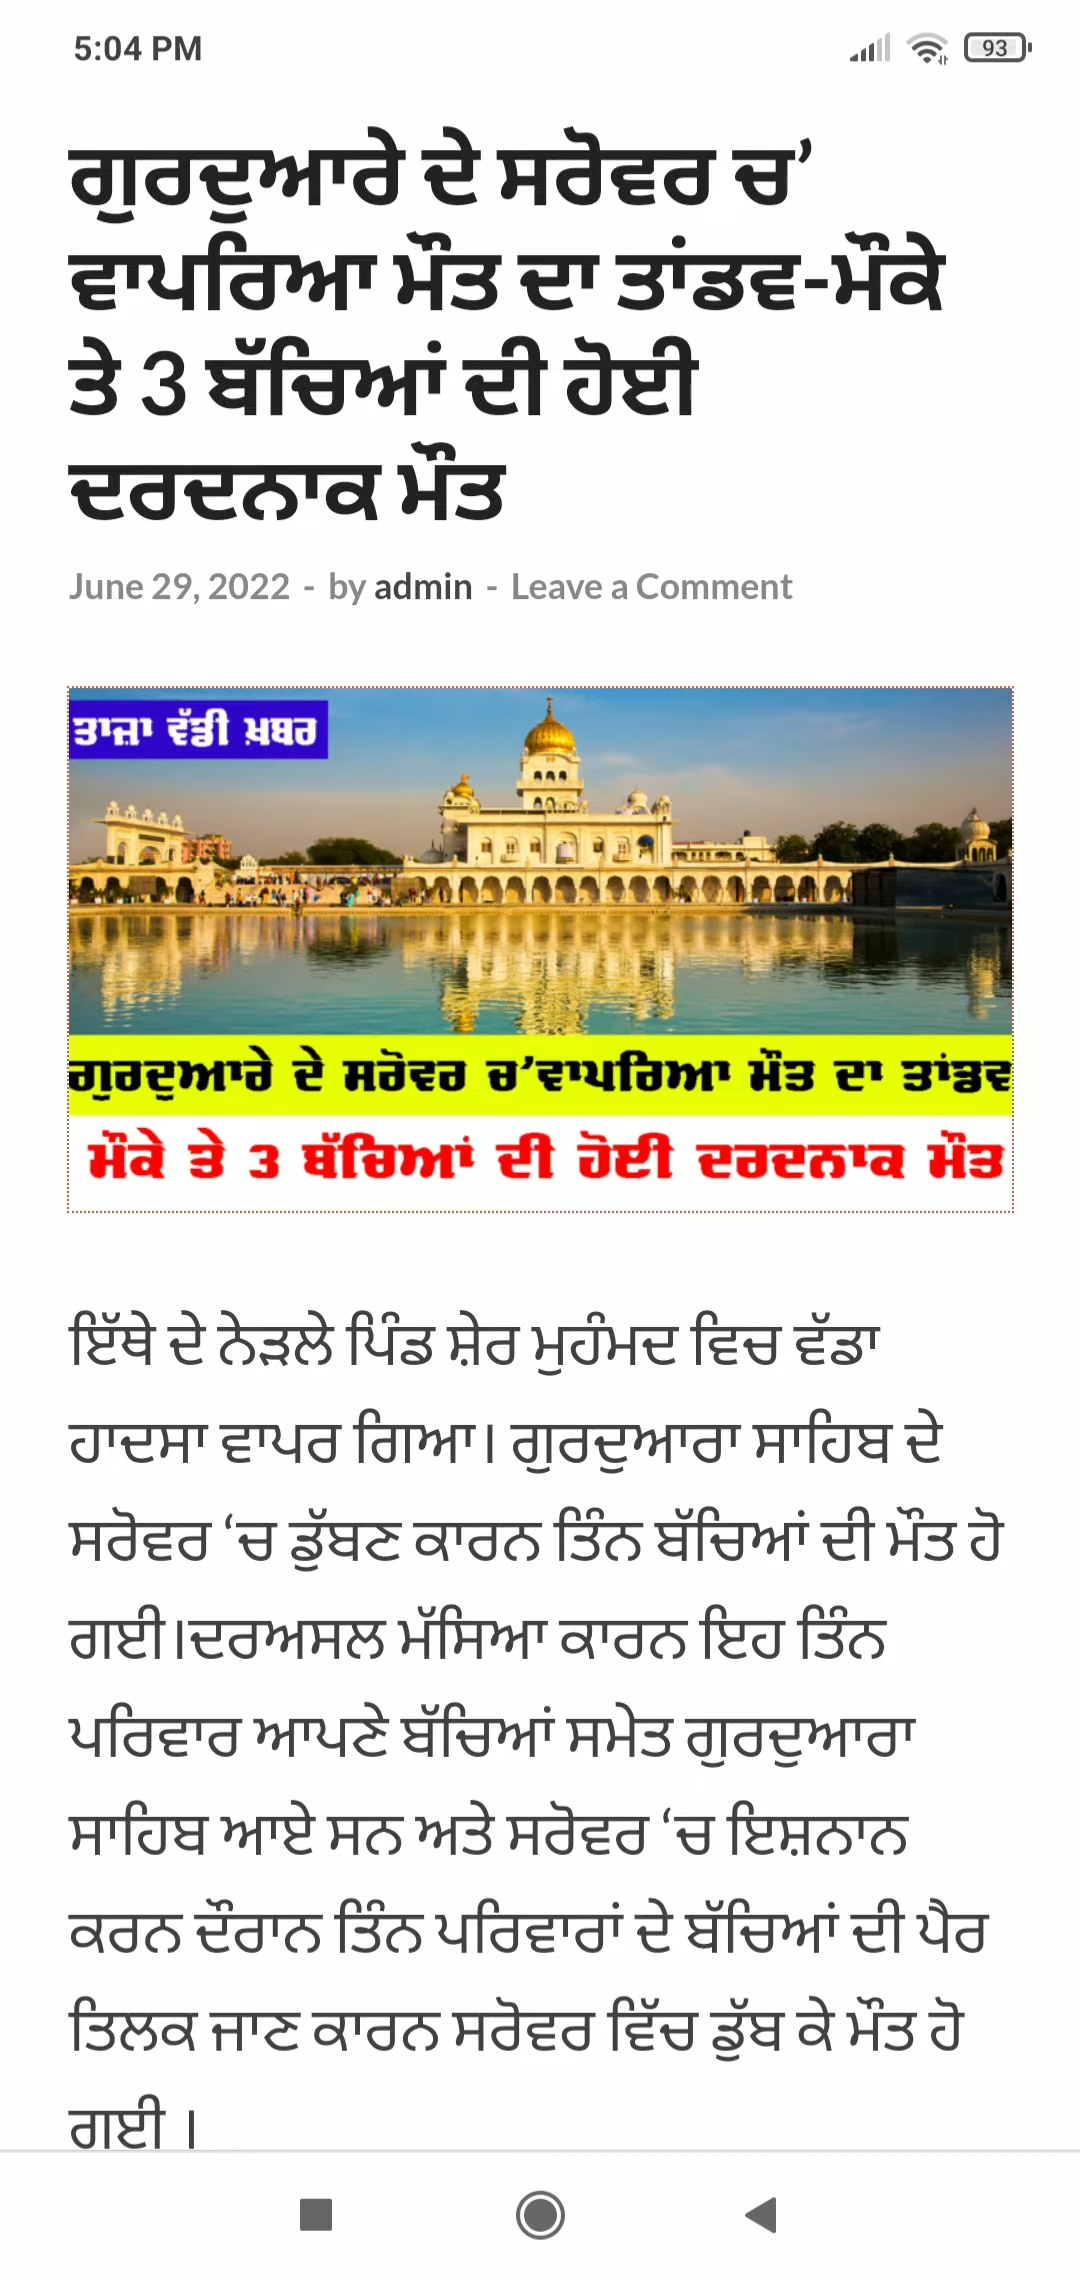 5:04 PM
93
ਗੁਰਦੁਆਰੇ ਦੇ ਸਰੋਵਰ ਚ’
ਵਾਪਰਿਆ ਮੌਤ ਦਾ ਤਾਂਡਵ-ਮੌਕੇ
ਤੇ 3 ਬੱਚਿਆਂ ਦੀ ਹੋਈ
ਦਰਦਨਾਕ ਮੌਤ
June 29, 2022 - by admin - Leave a Comment
ਤਾਜ਼ਾ ਵੱਡੀ ਖ਼ਬਰ
ਗੁਰਦੁਆਰੇ ਦੇ ਸਰੋਵਰ ਚ’ਵਾਪਰਿਆ ਮੌਤ ਦਾ ਤਾਂਡਵ
ਮੌਕੇ ਤੇ 3 ਬੱਚਿਆਂ ਦੀ ਹੋਈ ਦਰਦਨਾਕ ਮੌਤ
ਇੱਥੇ ਦੇ ਨੇੜਲੇ ਪਿੰਡ ਸ਼ੇਰ ਮੁਹੰਮਦ ਵਿਚ ਵੱਡਾ
ਹਾਦਸਾ ਵਾਪਰ ਗਿਆ। ਗੁਰਦੁਆਰਾ ਸਾਹਿਬ ਦੇ
ਸਰੋਵਰ ‘ਚ ਡੁੱਬਣ ਕਾਰਨ ਤਿੰਨ ਬੱਚਿਆਂ ਦੀ ਮੌਤ ਹੋ
ਗਈ।ਦਰਅਸਲ ਮੱਸਿਆ ਕਾਰਨ ਇਹ ਤਿੰਨ
ਪਰਿਵਾਰ ਆਪਣੇ ਬੱਚਿਆਂ ਸਮੇਤ ਗੁਰਦੁਆਰਾ
ਸਾਹਿਬ ਆਏ ਸਨ ਅਤੇ ਸਰੋਵਰ ‘ਚ ਇਸ਼ਨਾਨ
ਕਰਨ ਦੌਰਾਨ ਤਿੰਨ ਪਰਿਵਾਰਾਂ ਦੇ ਬੱਚਿਆਂ ਦੀ ਪੈਰ
ਤਿਲਕ ਜਾਣ ਕਾਰਨ ਸਰੋਵਰ ਵਿੱਚ ਡੁੱਬ ਕੇ ਮੌਤ ਹੋ
ਗਈ ।